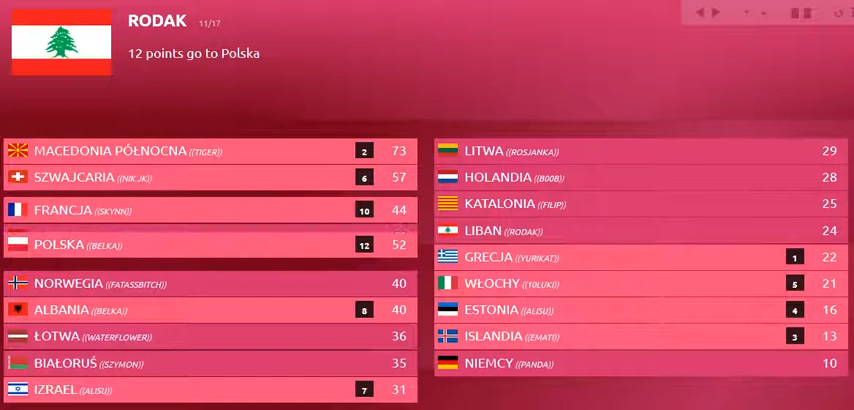 RODAK 11/17
12 points go to Polska
MACEDONIA PÓŁNOCNA ((TIGER)) 2 73
SZWAJCARIA ((NIK JK)) 6 57
FRANCJA ((SKYNN)) 10 44
POLSKA ((BELKA)) 12 52
NORWEGIA ((FATASSBITCH)) 40
ALBANIA ((BELKA)) 8 40
ŁOTWA ((WATERFLOWER)) 36
BIAŁORUŚ ((SZYMON)) 35
IZRAEL ((ALISU)) 7 31
LITWA ((ROSJANKA)) 29
HOLANDIA ((B00B)) 28
KATALONIA ((FILIP)) 25
LIBAN ((RODAK)) 24
GRECJA ((YURIKAT)) 1 22
WŁOCHY ((10LUKI)) 5 21
ESTONIA ((ALISU)) 4 16
ISLANDIA ((EMATI)) 3 13
NIEMCY ((PANDA)) 10